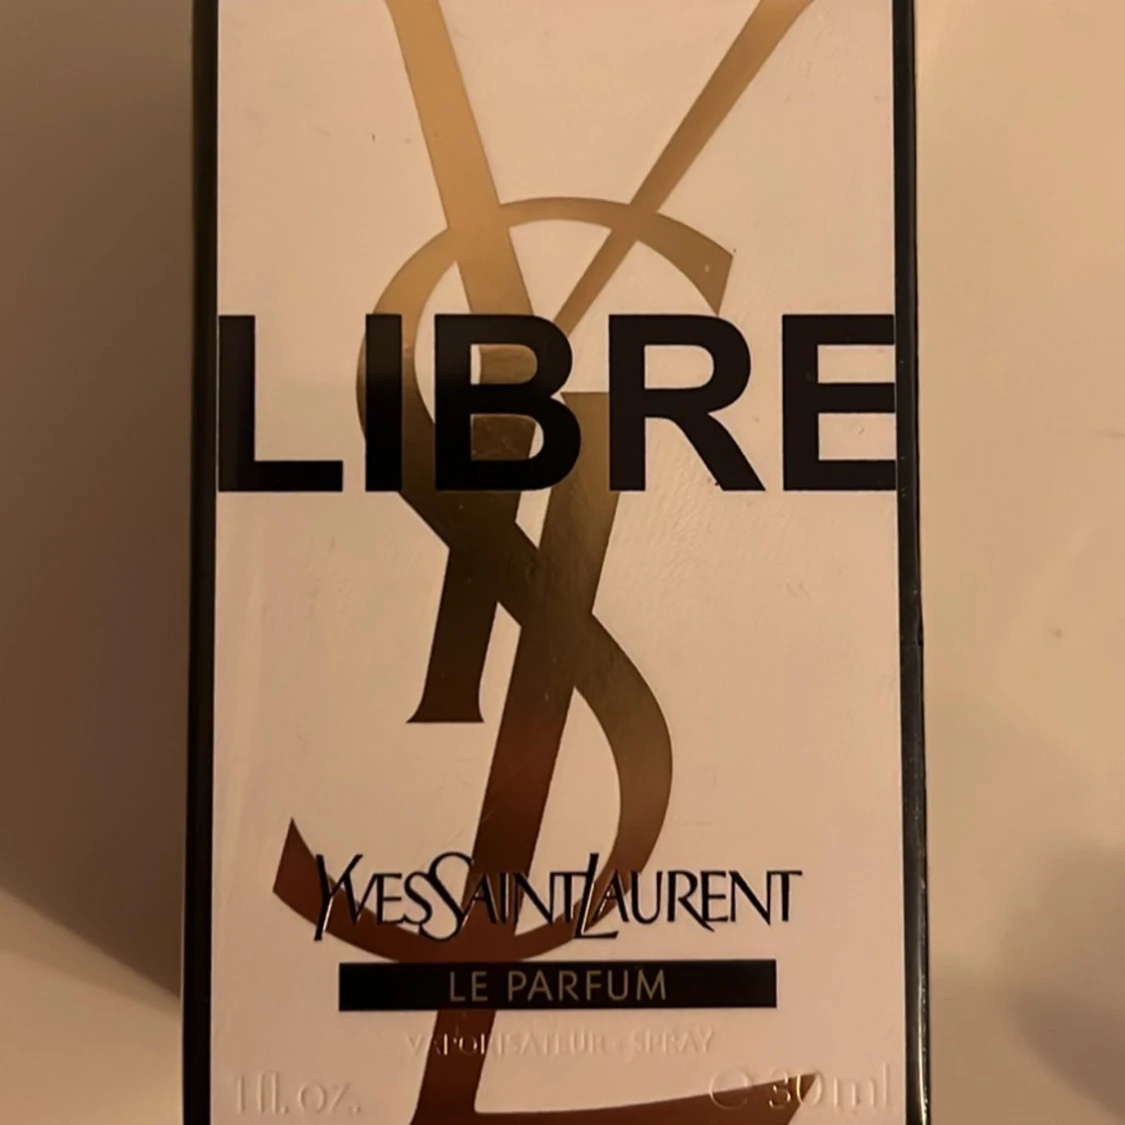 LIBRE
YVESSAINTLAURENT
LE PARFUM
VAPORISATEUR - SPRAY
1 fl. oz. ℮ 30 ml